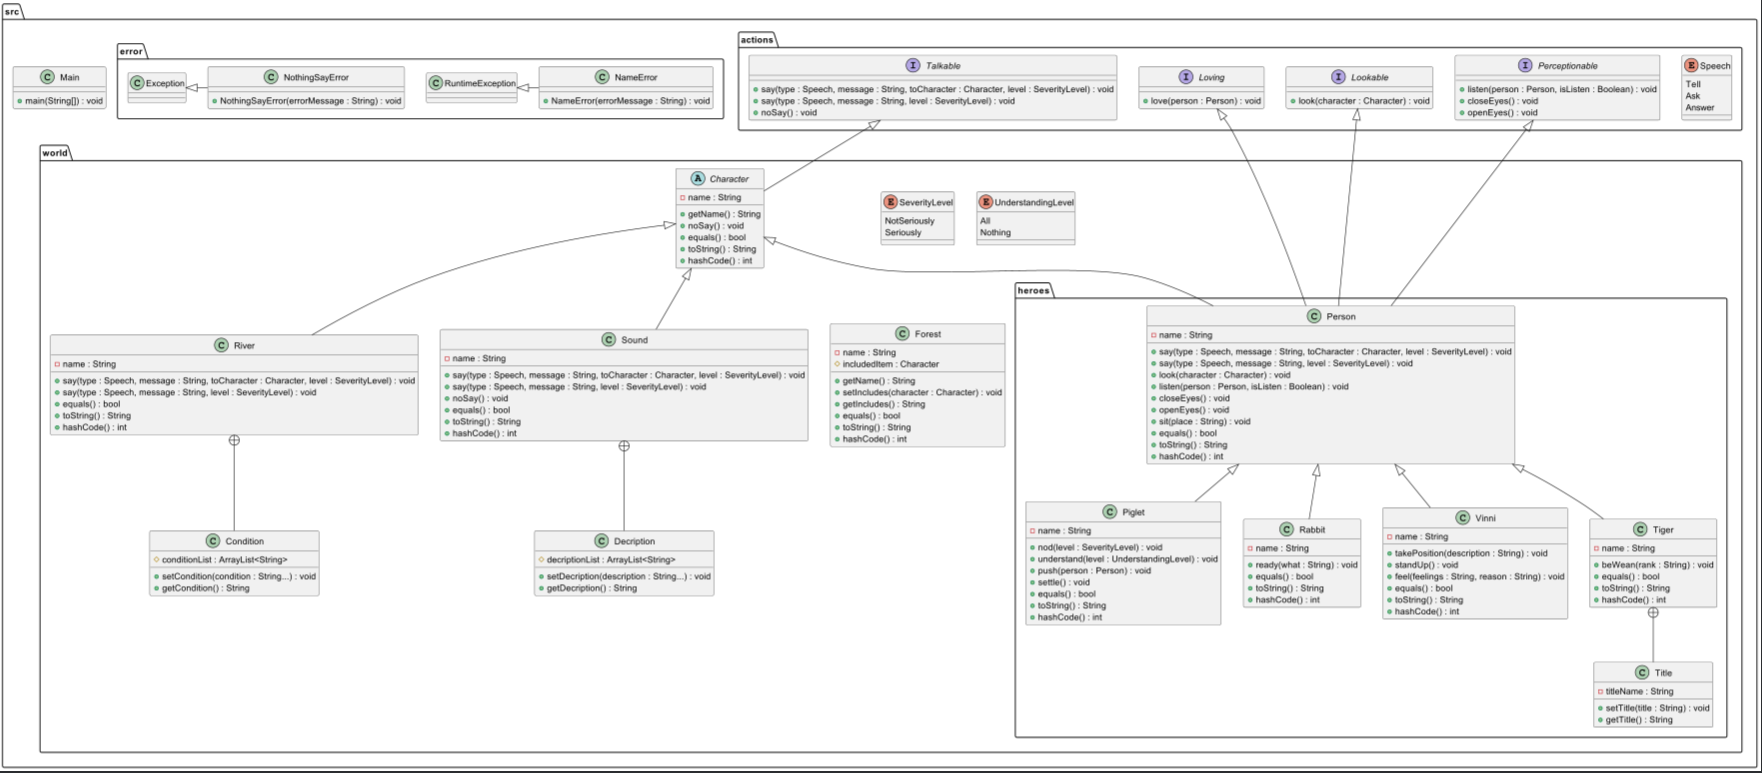 src
error
actions
C Main
main(String[]) : void
C Exception
C NothingSayError
NothingSayError(errorMessage : String) : void
C RuntimeException
C NameError
NameError(errorMessage : String) : void
I Talkable
say(type : Speech, message : String, toCharacter : Character, level : SeverityLevel) : void
say(type : Speech, message : String, level : SeverityLevel) : void
noSay() : void
I Loving
love(person : Person) : void
I Lookable
look(character : Character) : void
I Perceptionable
listen(person : Person, isListen : Boolean) : void
closeEyes() : void
openEyes() : void
E Speech
Tell
Ask
Answer
world
A Character
name : String
getName() : String
noSay() : void
equals() : bool
toString() : String
hashCode() : int
E SeverityLevel
NotSeriously
Seriously
E UnderstandingLevel
All
Nothing
C River
name : String
say(type : Speech, message : String, toCharacter : Character, level : SeverityLevel) : void
say(type : Speech, message : String, level : SeverityLevel) : void
equals() : bool
toString() : String
hashCode() : int
C Sound
name : String
say(type : Speech, message : String, toCharacter : Character, level : SeverityLevel) : void
say(type : Speech, message : String, level : SeverityLevel) : void
noSay() : void
equals() : bool
toString() : String
hashCode() : int
C Forest
name : String
includedItem : Character
getName() : String
setIncludes(character : Character) : void
getIncludes() : String
equals() : bool
toString() : String
hashCode() : int
heroes
C Person
name : String
say(type : Speech, message : String, toCharacter : Character, level : SeverityLevel) : void
say(type : Speech, message : String, level : SeverityLevel) : void
look(character : Character) : void
listen(person : Person, isListen : Boolean) : void
closeEyes() : void
openEyes() : void
sit(place : String) : void
equals() : bool
toString() : String
hashCode() : int
C Condition
conditionList : ArrayList<String>
setCondition(condition : String...) : void
getCondition() : String
C Decription
decriptionList : ArrayList<String>
setDecription(description : String...) : void
getDecription() : String
C Piglet
name : String
nod(level : SeverityLevel) : void
understand(level : UnderstandingLevel) : void
push(person : Person) : void
settle() : void
equals() : bool
toString() : String
hashCode() : int
C Rabbit
name : String
ready(what : String) : void
equals() : bool
toString() : String
hashCode() : int
C Vinni
name : String
takePosition(description : String) : void
standUp() : void
feel(feelings : String, reason : String) : void
equals() : bool
toString() : String
hashCode() : int
C Tiger
name : String
beWean(rank : String) : void
equals() : bool
toString() : String
hashCode() : int
C Title
titleName : String
setTitle(title : String) : void
getTitle() : String